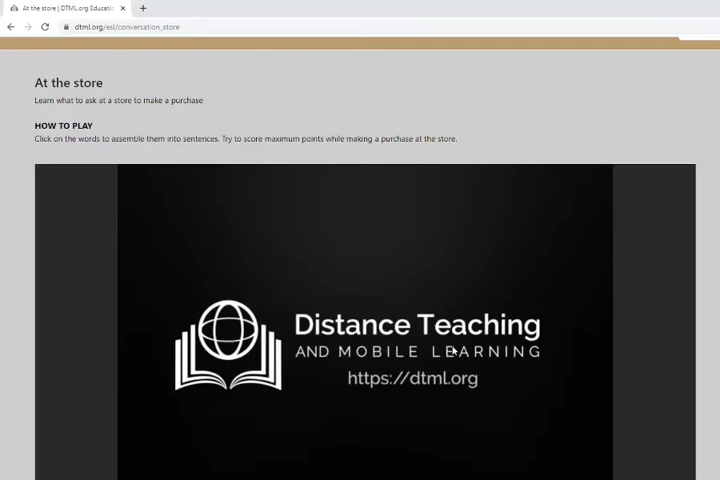 At the store | DTML.org Educatio
dtml.org/esl/conversation_store
At the store
Learn what to ask at a store to make a purchase
HOW TO PLAY
Click on the words to assemble them into sentences. Try to score maximum points while making a purchase at the store.
Distance Teaching
AND MOBILE LEARNING
https://dtml.org